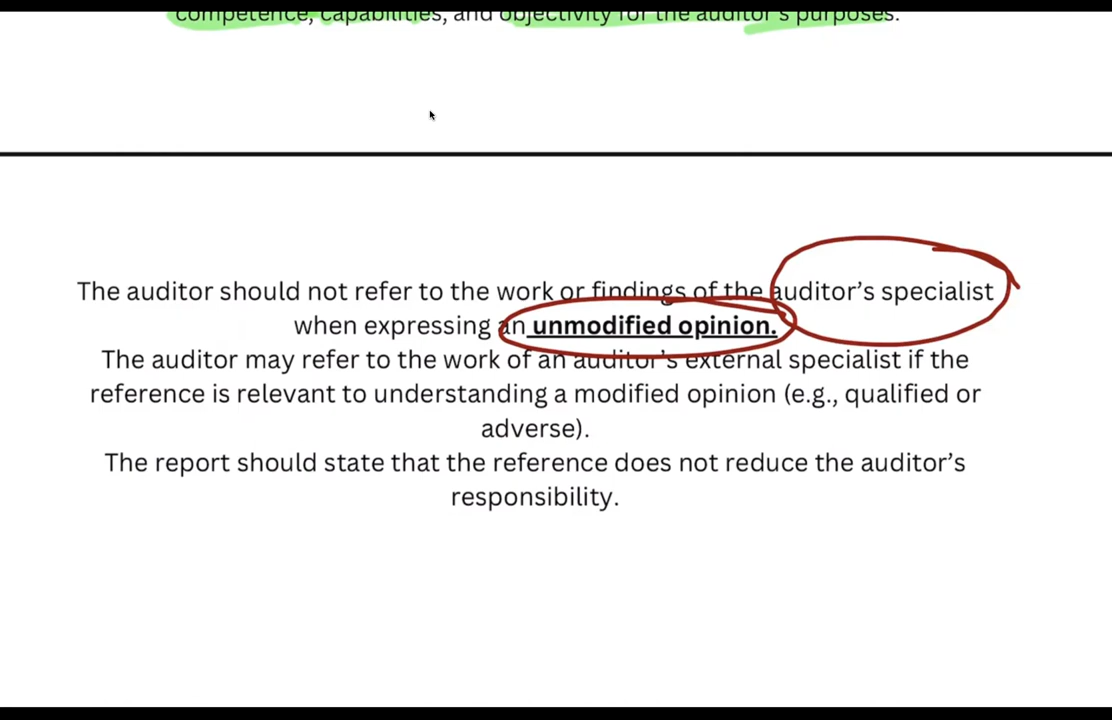 competence, capabilities, and objectivity for the auditor's purposes.
The auditor should not refer to the work or findings of the auditor's specialist
when expressing an unmodified opinion.
The auditor may refer to the work of an auditor's external specialist if the
reference is relevant to understanding a modified opinion (e.g., qualified or
adverse).
The report should state that the reference does not reduce the auditor's
responsibility.